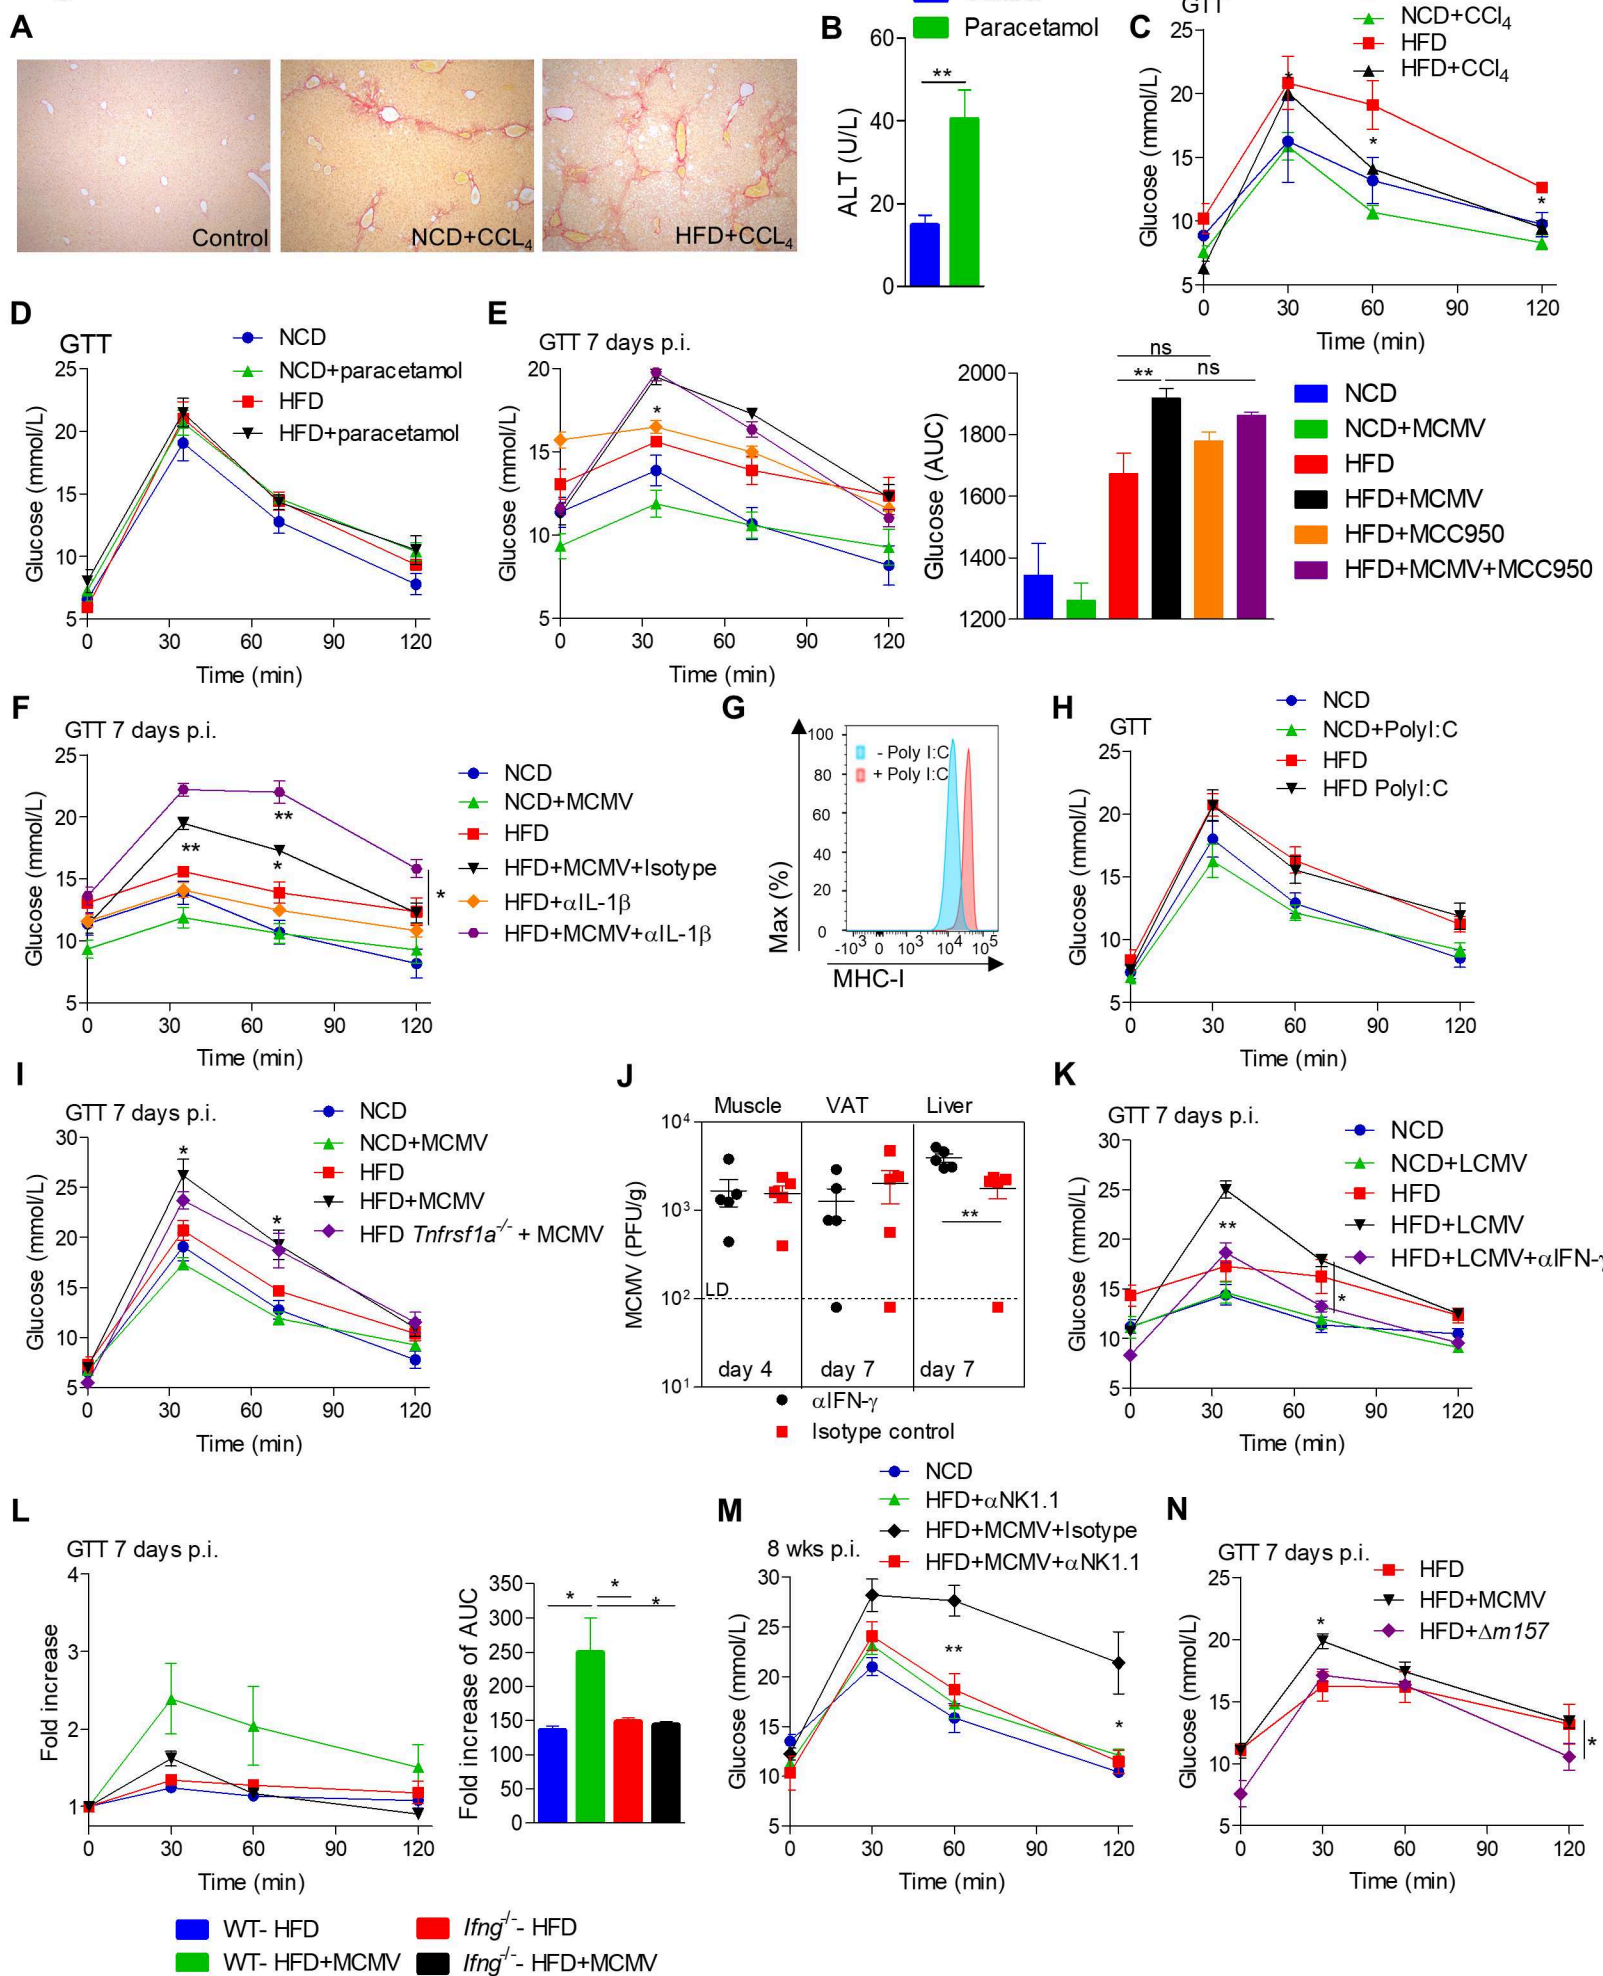 A
Control
NCD+CCL4
HFD+CCL4
B
Paracetamol
60
40
20
0
ALT (U/L)
**
C
GTT
NCD+CCl4
HFD
HFD+CCl4
25
20
15
10
5
Glucose (mmol/L)
*
*
*
0 30 60 90 120
Time (min)
D
GTT
NCD
NCD+paracetamol
HFD
HFD+paracetamol
25
20
15
10
5
Glucose (mmol/L)
0 30 60 90 120
Time (min)
E
GTT 7 days p.i.
20
15
10
5
Glucose (mmol/L)
*
0 30 60 90 120
Time (min)
2000
1800
1600
1400
1200
Glucose (AUC)
ns
** ns
NCD
NCD+MCMV
HFD
HFD+MCMV
HFD+MCC950
HFD+MCMV+MCC950
F
GTT 7 days p.i.
25
20
15
10
5
Glucose (mmol/L)
**
**
*
*
0 30 60 90 120
Time (min)
NCD
NCD+MCMV
HFD
HFD+MCMV+Isotype
HFD+αIL-1β
HFD+MCMV+αIL-1β
G
100
80
60
40
20
0
Max (%)
- Poly I:C
+ Poly I:C
-10³ 0 10³ 10⁴ 10⁵
MHC-I
H
GTT
NCD
NCD+PolyI:C
HFD
HFD PolyI:C
25
20
15
10
5
Glucose (mmol/L)
0 30 60 90 120
Time (min)
I
GTT 7 days p.i.
NCD
NCD+MCMV
HFD
HFD+MCMV
HFD Tnfrsf1a-/- + MCMV
30
25
20
15
10
5
Glucose (mmol/L)
*
*
0 30 60 90 120
Time (min)
J
Muscle VAT Liver
10⁴
10³
10²
10¹
MCMV (PFU/g)
LD
**
day 4 day 7 day 7
αIFN-γ
Isotype control
K
GTT 7 days p.i.
NCD
NCD+LCMV
HFD
HFD+LCMV
HFD+LCMV+αIFN-γ
30
25
20
15
10
5
Glucose (mmol/L)
**
*
0 30 60 90 120
Time (min)
L
GTT 7 days p.i.
4
3
2
1
Fold increase
0 30 60 90 120
Time (min)
350
300
250
200
150
100
50
0
Fold increase of AUC
* * *
WT- HFD
WT- HFD+MCMV
Ifng-/-- HFD
Ifng-/-- HFD+MCMV
M
NCD
HFD+αNK1.1
HFD+MCMV+Isotype
HFD+MCMV+αNK1.1
8 wks p.i.
30
25
20
15
10
5
Glucose (mmol/L)
**
*
0 30 60 90 120
Time (min)
N
GTT 7 days p.i.
HFD
HFD+MCMV
HFD+Δm157
25
20
15
10
5
Glucose (mmol/L)
*
*
0 30 60 90 120
Time (min)